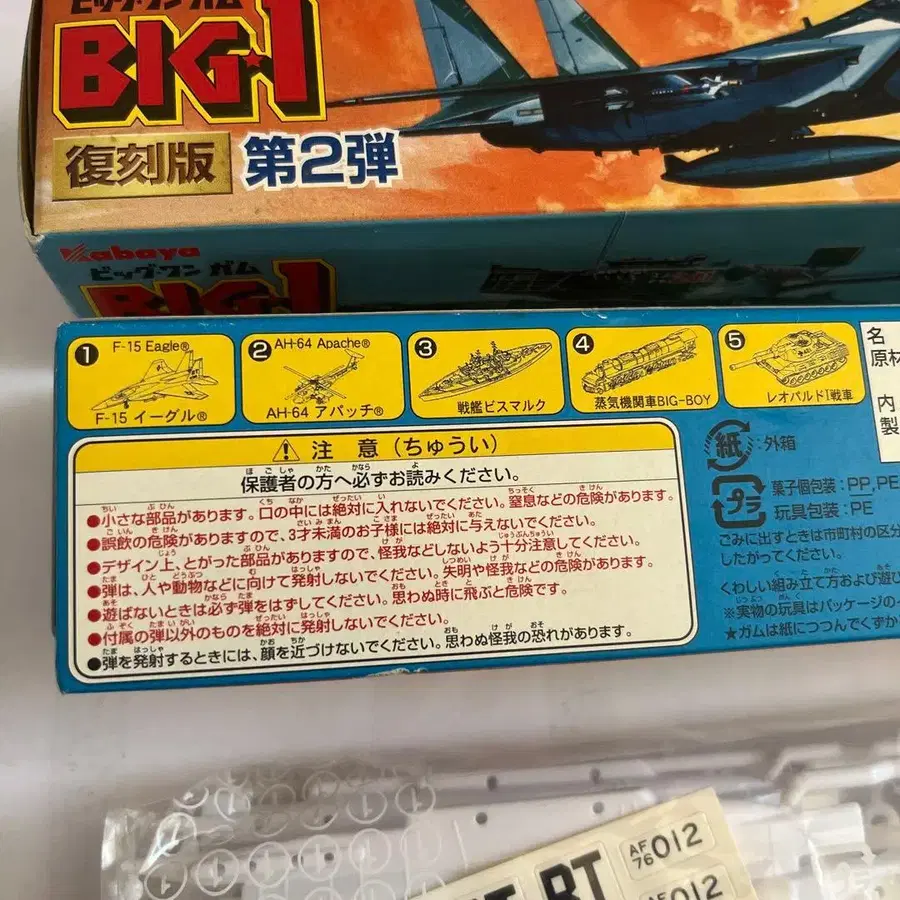 ビッグ・ワン ガム
BIG★1
復刻版 第2弾
Kabaya
ビッグ・ワン ガム
BIG★1
1 F-15 Eagle®
F-15 イーグル®
2 AH-64 Apache®
AH-64 アパッチ®
3
戦艦ビスマルク
4
蒸気機関車BIG-BOY
5
レオパルドI戦車
名
原材
内
製
⚠ 注 意（ちゅうい）
保護者の方へ必ずお読みください。
●小さな部品があります。口の中には絶対に入れないでください。窒息などの危険があります。
●誤飲の危険がありますので、3才未満のお子様には絶対に与えないでください。
●デザイン上、とがった部品がありますので、怪我などしないよう十分注意してください。
●弾は、人や動物などに向けて発射しないでください。失明や怪我などの危険があります。
●遊ばないときは必ず弾をはずしてください。思わぬ時に飛ぶと危険です。
●付属の弾以外のものを絶対に発射しないでください。
●弾を発射するときには、顔を近づけないでください。思わぬ怪我の恐れがあります。
紙 :外箱
プラ 菓子個包装:PP,PE
玩具包装:PE
ごみに出すときは市町村の区分
したがってください。
くわしい組み立て方および遊び
※実物の玩具はパッケージの
★ガムは紙につつんでくずか
AF 76 012
BT
AF 012